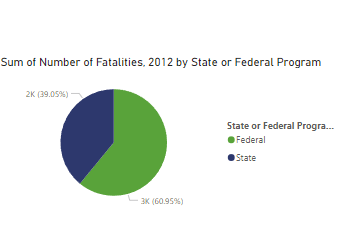 Sum of Number of Fatalities, 2012 by State or Federal Program
2K (39.05%)
State or Federal Progra...
Federal
State
3K (60.95%)